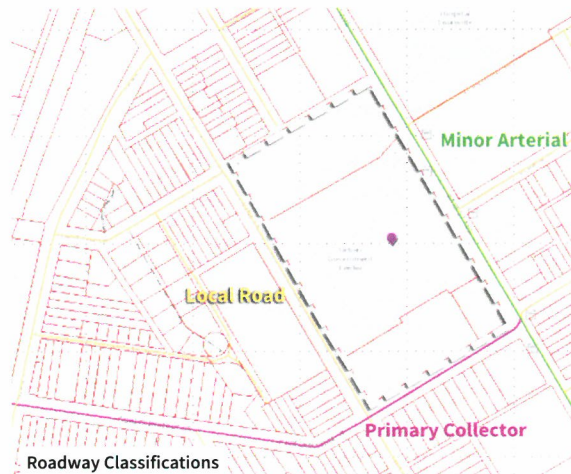 Minor Arterial
Local Road
Primary Collector
Roadway Classifications